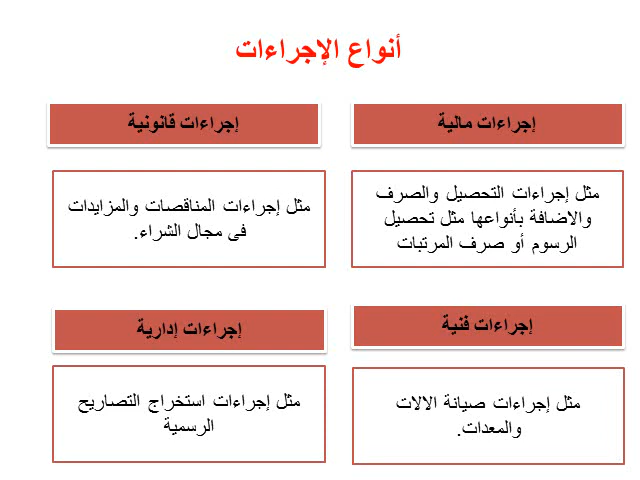 أنواع الإجراءات
إجراءات مالية
مثل إجراءات التحصيل والصرف
والاضافة بأنواعها مثل تحصيل
الرسوم أو صرف المرتبات
إجراءات قانونية
مثل إجراءات المناقصات والمزايدات
فى مجال الشراء.
إجراءات فنية
مثل إجراءات صيانة الالات
والمعدات.
إجراءات إدارية
مثل إجراءات استخراج التصاريح
الرسمية